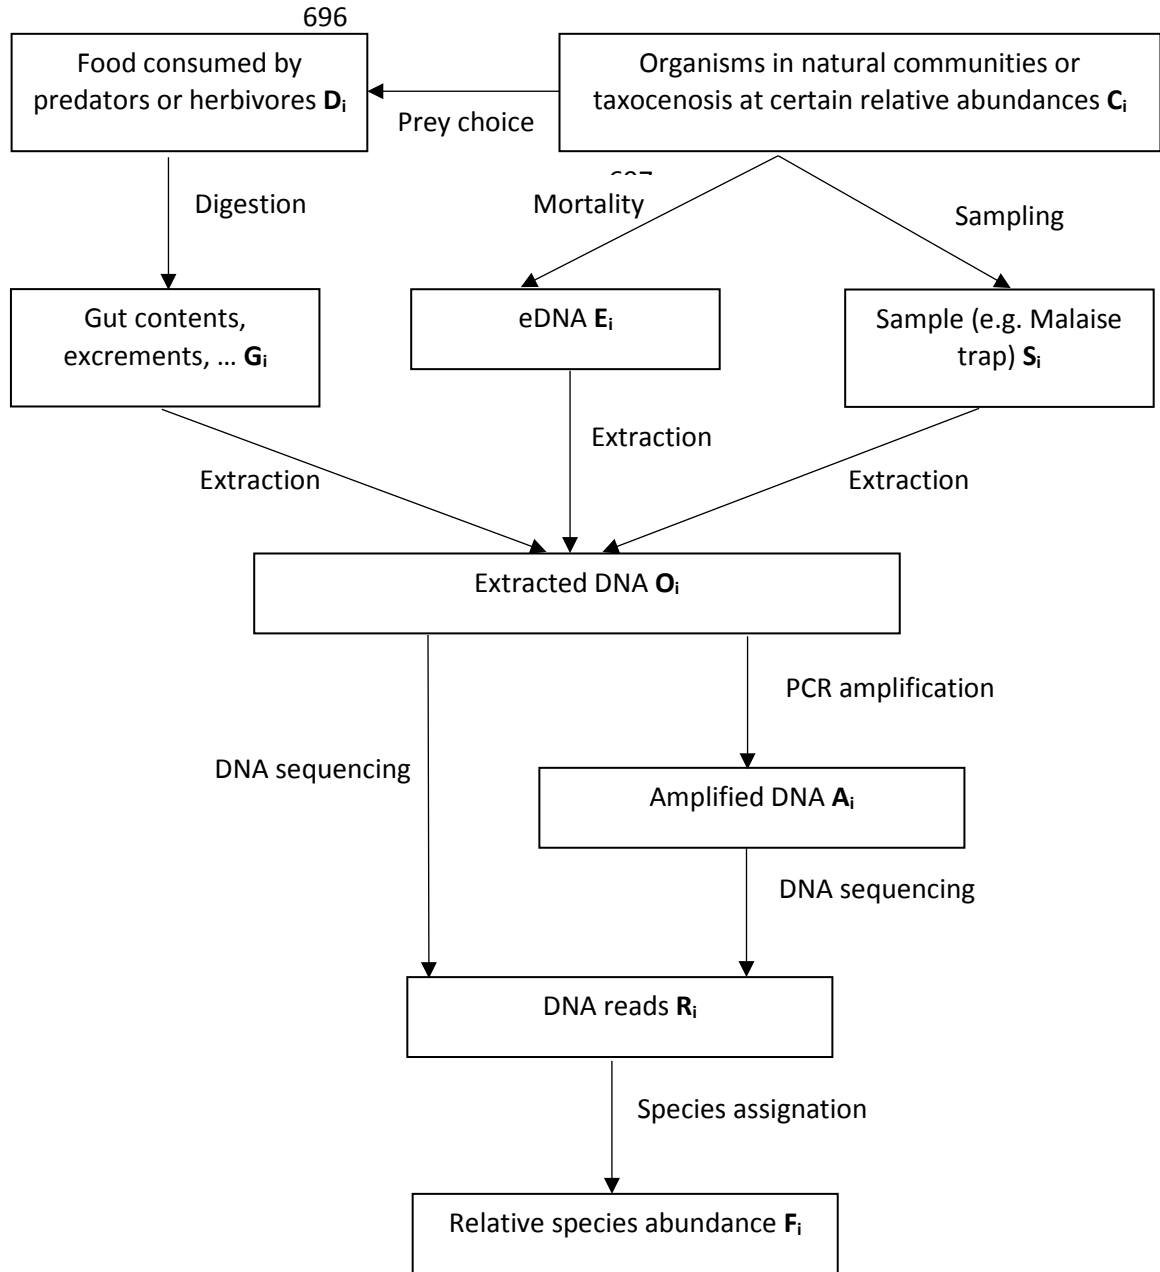 696
Food consumed by
predators or herbivores Di
Organisms in natural communities or
taxocenosis at certain relative abundances Ci
Prey choice
Digestion
Mortality
Sampling
Gut contents,
excrements, ... Gi
eDNA Ei
Sample (e.g. Malaise
trap) Si
Extraction
Extraction
Extraction
Extracted DNA Oi
PCR amplification
DNA sequencing
Amplified DNA Ai
DNA sequencing
DNA reads Ri
Species assignation
Relative species abundance Fi